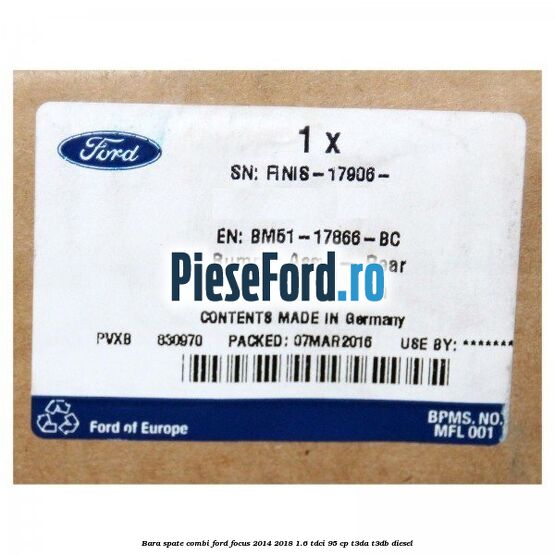 Ford
1 x
SN: FINIS-17906-
EN: BM51-17866-BC
Rear
PieseFord.ro
CONTENTS MADE IN Germany
PVXB 830970 PACKED: 07MAR2016 USE BY: *******
Ford of Europe
BPMS. NO.
MFL 001
Bara spate combi ford focus 2014 2018 1.6 tdci 95 cp t3da t3db diesel